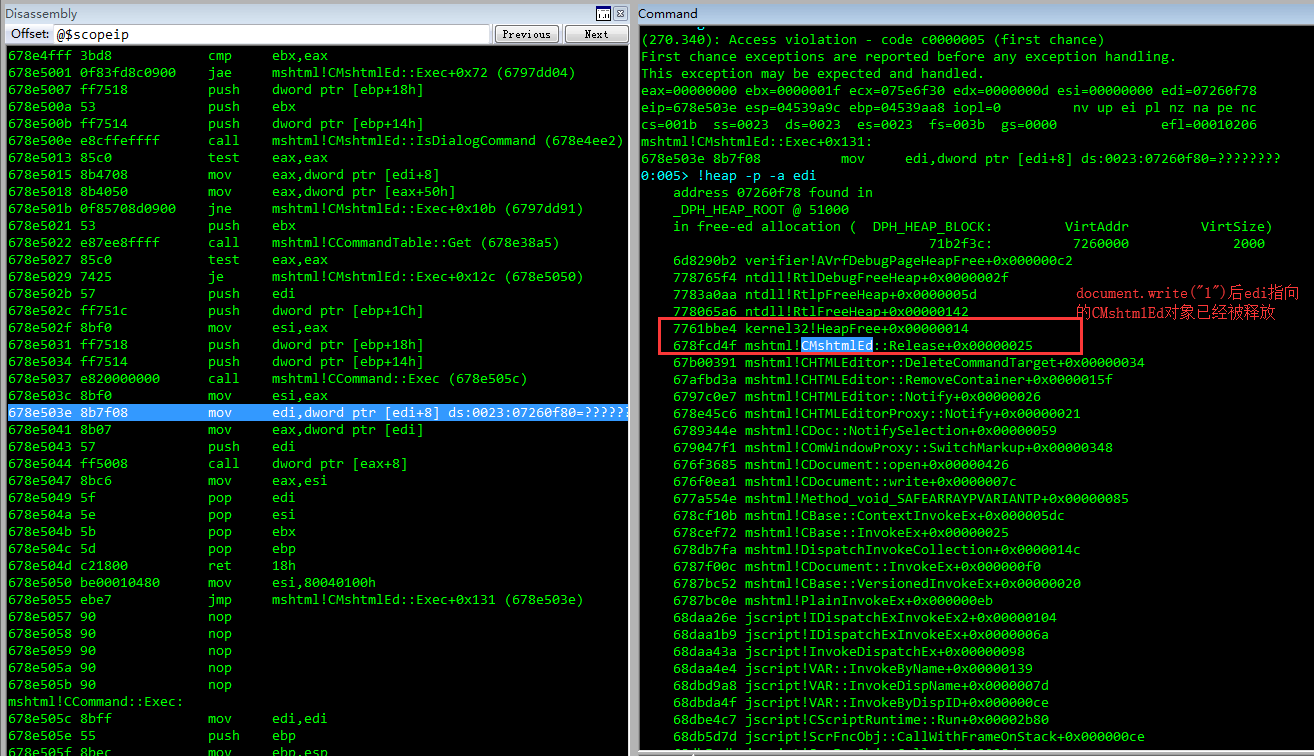 Disassembly
Offset: @$scopeip Previous Next
678e4fff 3bd8 cmp ebx,eax
678e5001 0f83fd8c0900 jae mshtml!CMshtmlEd::Exec+0x72 (6797dd04)
678e5007 ff7518 push dword ptr [ebp+18h]
678e500a 53 push ebx
678e500b ff7514 push dword ptr [ebp+14h]
678e500e e8cffeffff call mshtml!CMshtmlEd::IsDialogCommand (678e4ee2)
678e5013 85c0 test eax,eax
678e5015 8b4708 mov eax,dword ptr [edi+8]
678e5018 8b4050 mov eax,dword ptr [eax+50h]
678e501b 0f85708d0900 jne mshtml!CMshtmlEd::Exec+0x10b (6797dd91)
678e5021 53 push ebx
678e5022 e87ee8ffff call mshtml!CCommandTable::Get (678e38a5)
678e5027 85c0 test eax,eax
678e5029 7425 je mshtml!CMshtmlEd::Exec+0x12c (678e5050)
678e502b 57 push edi
678e502c ff751c push dword ptr [ebp+1Ch]
678e502f 8bf0 mov esi,eax
678e5031 ff7518 push dword ptr [ebp+18h]
678e5034 ff7514 push dword ptr [ebp+14h]
678e5037 e820000000 call mshtml!CCommand::Exec (678e505c)
678e503c 8bf0 mov esi,eax
678e503e 8b7f08 mov edi,dword ptr [edi+8] ds:0023:07260f80=??????
678e5041 8b07 mov eax,dword ptr [edi]
678e5043 57 push edi
678e5044 ff5008 call dword ptr [eax+8]
678e5047 8bc6 mov eax,esi
678e5049 5f pop edi
678e504a 5e pop esi
678e504b 5b pop ebx
678e504c 5d pop ebp
678e504d c21800 ret 18h
678e5050 be00010480 mov esi,80040100h
678e5055 ebe7 jmp mshtml!CMshtmlEd::Exec+0x131 (678e503e)
678e5057 90 nop
678e5058 90 nop
678e5059 90 nop
678e505a 90 nop
678e505b 90 nop
mshtml!CCommand::Exec:
678e505c 8bff mov edi,edi
678e505e 55 push ebp
678e505f 8bec mov ebp,esp
Command
(270.340): Access violation - code c0000005 (first chance)
First chance exceptions are reported before any exception handling.
This exception may be expected and handled.
eax=00000000 ebx=0000001f ecx=075e6f30 edx=0000000d esi=00000000 edi=07260f78
eip=678e503e esp=04539a9c ebp=04539aa8 iopl=0 nv up ei pl nz na pe nc
cs=001b ss=0023 ds=0023 es=0023 fs=003b gs=0000 efl=00010206
mshtml!CMshtmlEd::Exec+0x131:
678e503e 8b7f08 mov edi,dword ptr [edi+8] ds:0023:07260f80=????????
0:005> !heap -p -a edi
address 07260f78 found in
_DPH_HEAP_ROOT @ 51000
in free-ed allocation ( DPH_HEAP_BLOCK: VirtAddr VirtSize)
71b2f3c: 7260000 2000
6d8290b2 verifier!AVrfDebugPageHeapFree+0x000000c2
778765f4 ntdll!RtlDebugFreeHeap+0x0000002f
7783a0aa ntdll!RtlpFreeHeap+0x0000005d
778065a6 ntdll!RtlFreeHeap+0x00000142
document.write("1")后edi指向
的CMshtmlEd对象已经被释放
7761bbe4 kernel32!HeapFree+0x00000014
678fcd4f mshtml!CMshtmlEd::Release+0x00000025
67b00391 mshtml!CHTMLEditor::DeleteCommandTarget+0x00000034
67afbd3a mshtml!CHTMLEditor::RemoveContainer+0x0000015f
6797c0e7 mshtml!CHTMLEditor::Notify+0x00000026
678e45c6 mshtml!CHTMLEditorProxy::Notify+0x00000021
6789344e mshtml!CDoc::NotifySelection+0x00000059
679047f1 mshtml!COmWindowProxy::SwitchMarkup+0x00000348
676f3685 mshtml!CDocument::open+0x00000426
676f0ea1 mshtml!CDocument::write+0x0000007c
677a554e mshtml!Method_void_SAFEARRAYPVARIANTP+0x00000085
678cf10b mshtml!CBase::ContextInvokeEx+0x000005dc
678cef72 mshtml!CBase::InvokeEx+0x00000025
678db7fa mshtml!DispatchInvokeCollection+0x0000014c
6787f00c mshtml!CDocument::InvokeEx+0x000000f0
6787bc52 mshtml!CBase::VersionedInvokeEx+0x00000020
6787bc0e mshtml!PlainInvokeEx+0x000000eb
68daa26e jscript!IDispatchExInvokeEx2+0x00000104
68daa1b9 jscript!IDispatchExInvokeEx+0x0000006a
68daa43a jscript!InvokeDispatchEx+0x00000098
68daa4e4 jscript!VAR::InvokeByName+0x00000139
68dbd9a8 jscript!VAR::InvokeDispName+0x0000007d
68dbda4f jscript!VAR::InvokeByDispID+0x000000ce
68dbe4c7 jscript!CScriptRuntime::Run+0x00002b80
68db5d7d jscript!ScrFncObj::CallWithFrameOnStack+0x000000ce